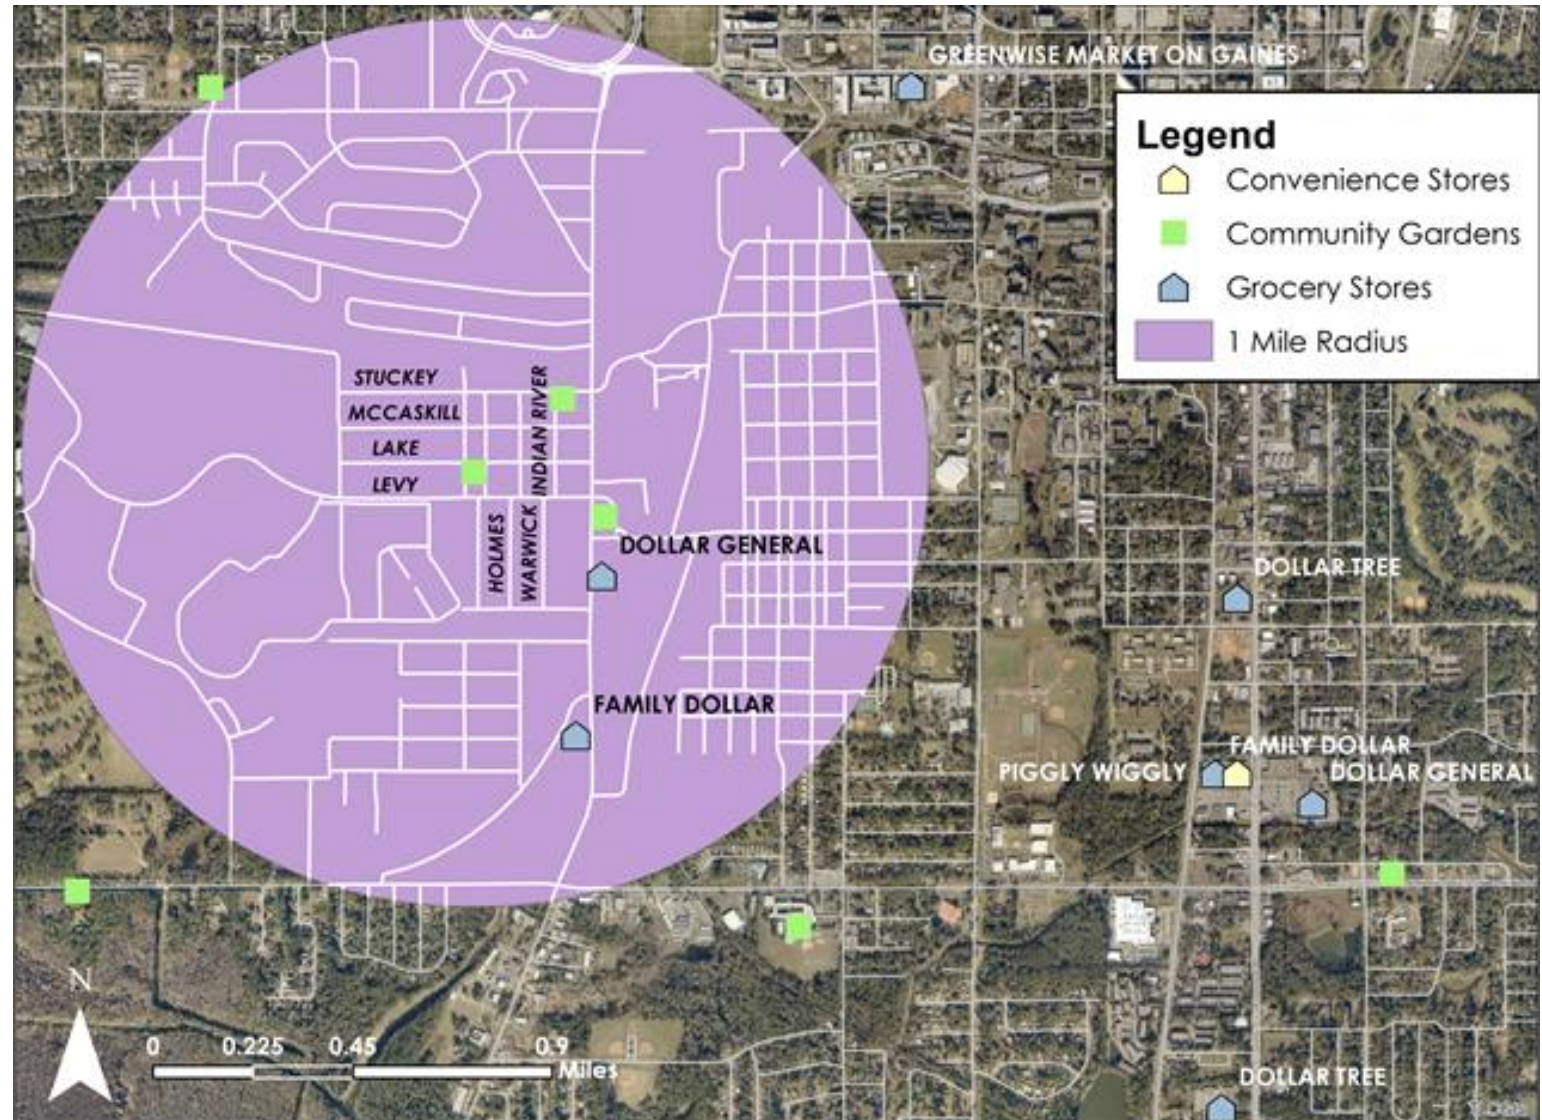 GREENWISE MARKET ON GAINES
Legend
Convenience Stores
Community Gardens
Grocery Stores
1 Mile Radius
STUCKEY
MCCASKILL
LAKE
LEVY
INDIAN RIVER
HOLMES
WARWICK
DOLLAR GENERAL
DOLLAR TREE
FAMILY DOLLAR
FAMILY DOLLAR
PIGGLY WIGGLY
DOLLAR GENERAL
N
0 0.225 0.45 0.9
Miles
DOLLAR TREE